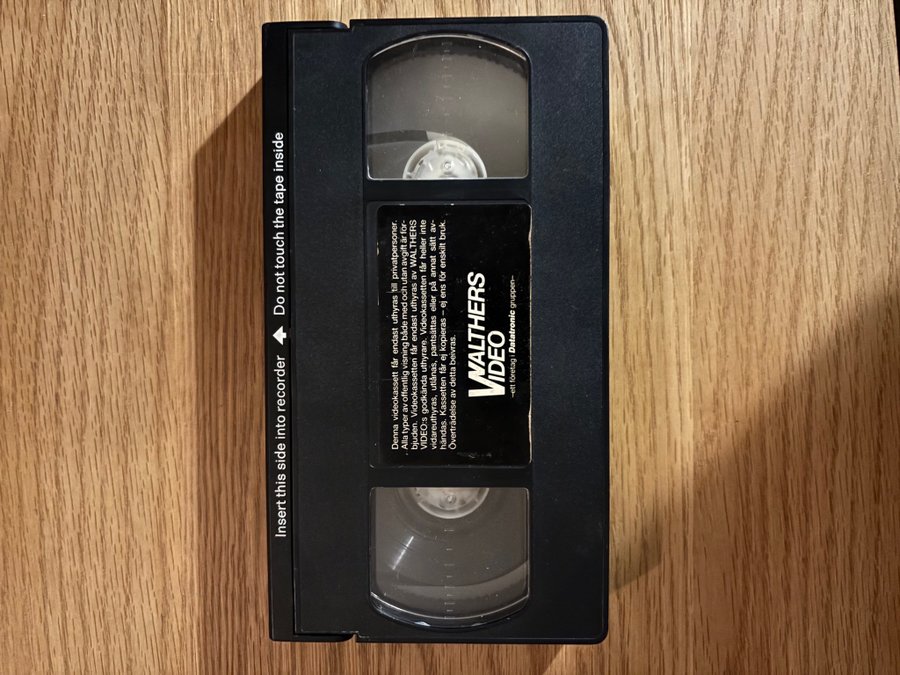 Insert this side into recorder ⬆ Do not touch the tape inside
Denna videokassett får endast uthyras till privatpersoner.
Alla typer av offentlig visning både med och utan avgift är för-
bjuden. Videokassetten får endast uthyras av WALTHERS
VIDEO:s godkända uthyrare. Videokassetten får heller inte
vidareuthyras, utlånas, pantsättas eller på annat sätt av-
händas. Kassetten får ej kopieras – ej ens för enskilt bruk.
Överträdelse av detta beivras.
WALTHERS
VIDEO
–ett företag i Datatronic gruppen–